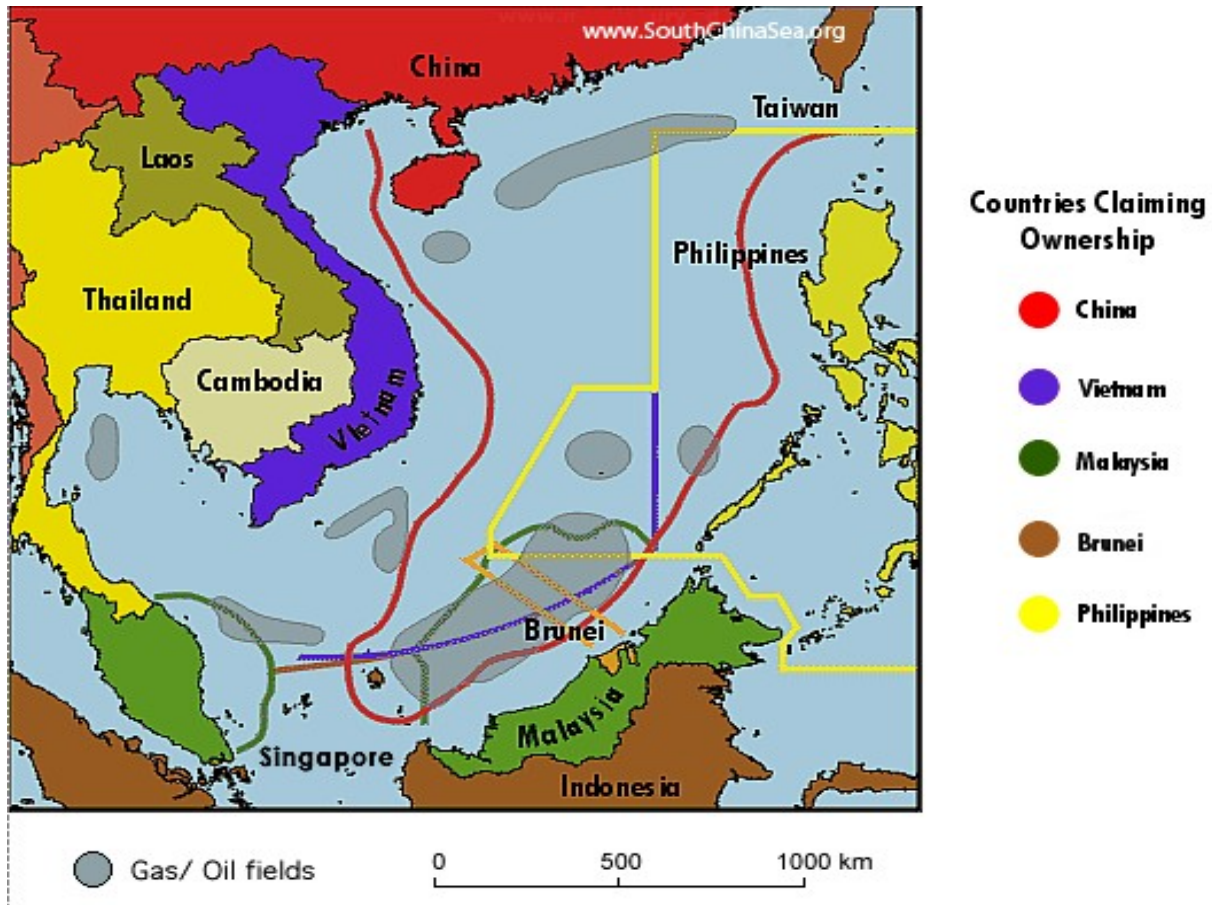 www.SouthChinaSea.org
China
Taiwan
Laos
Philippines
Thailand
Cambodia
Vietnam
Brunei
Malaysia
Singapore
Indonesia
Countries Claiming
Ownership
China
Vietnam
Malaysia
Brunei
Philippines
Gas/ Oil fields
0
500
1000 km